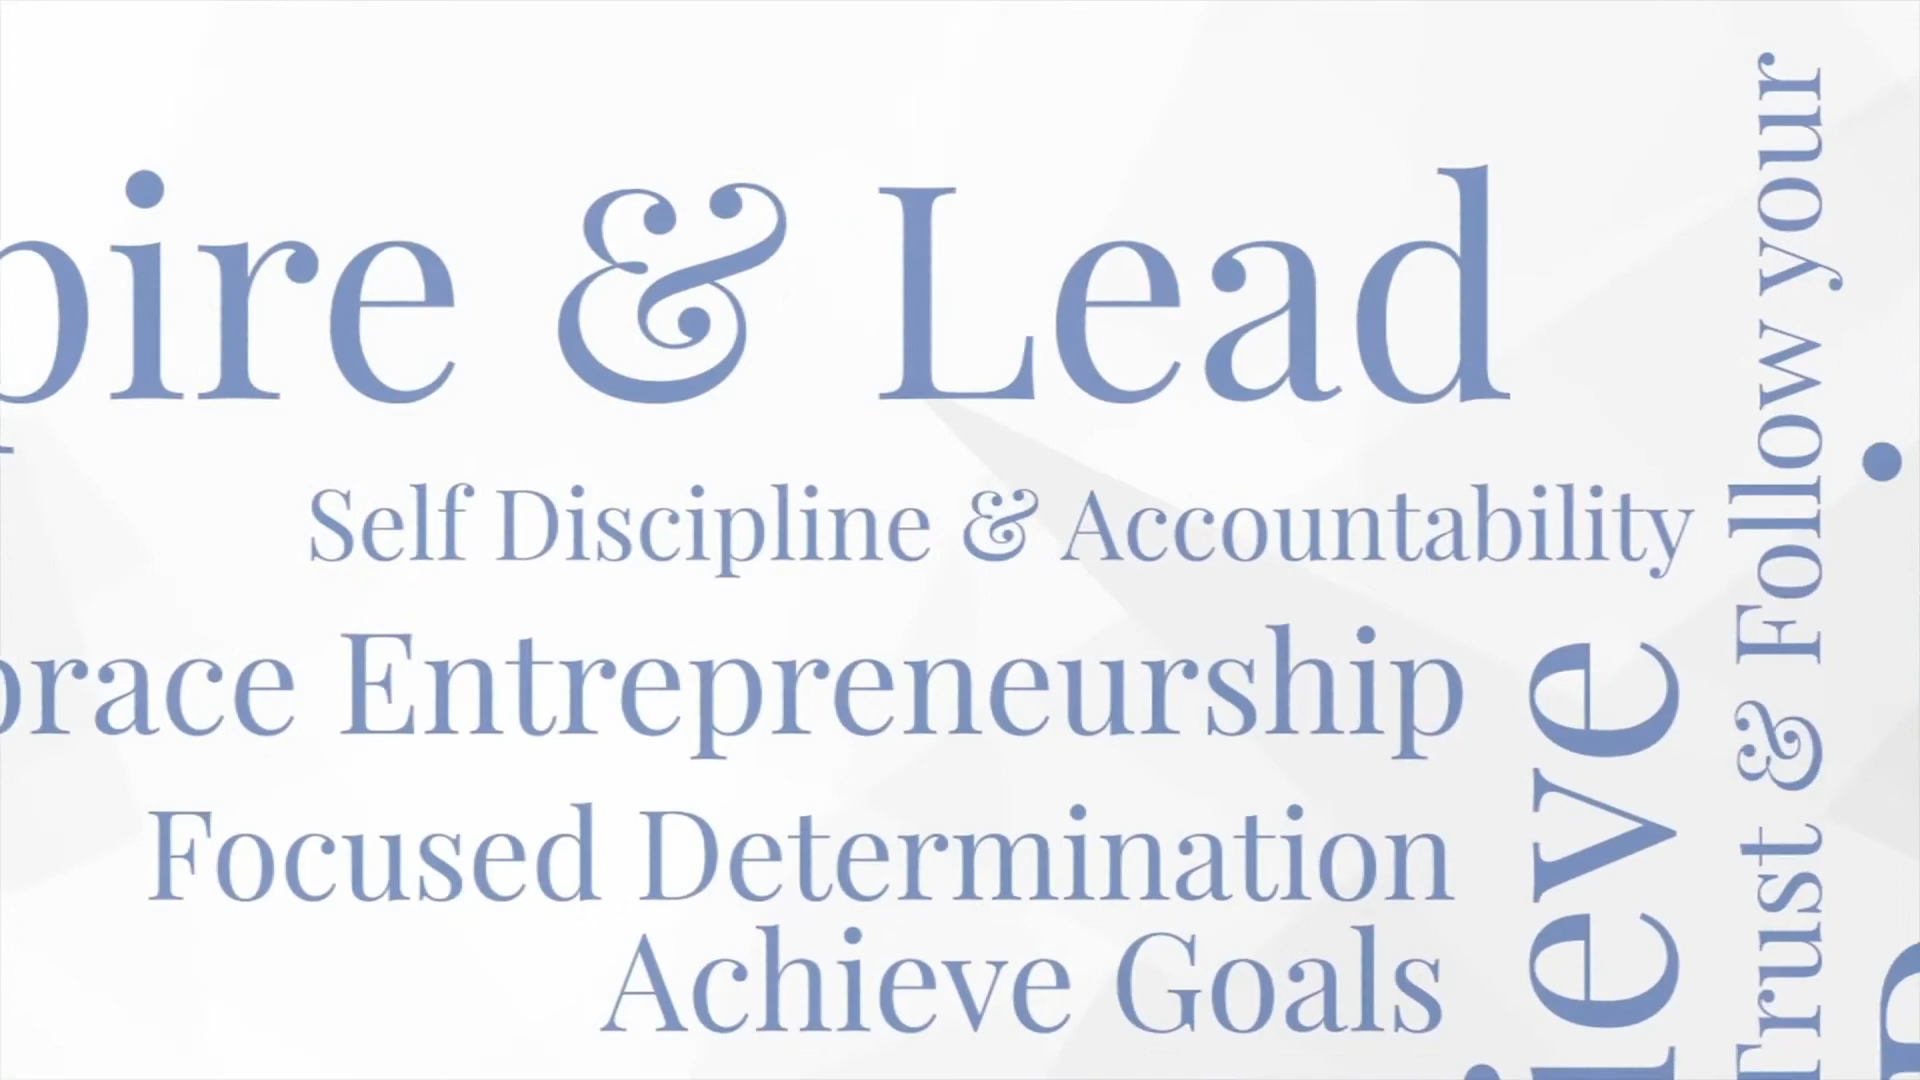 pire & Lead
Self Discipline & Accountability
brace Entrepreneurship
Focused Determination
Achieve Goals
ieve
Trust & Follow your